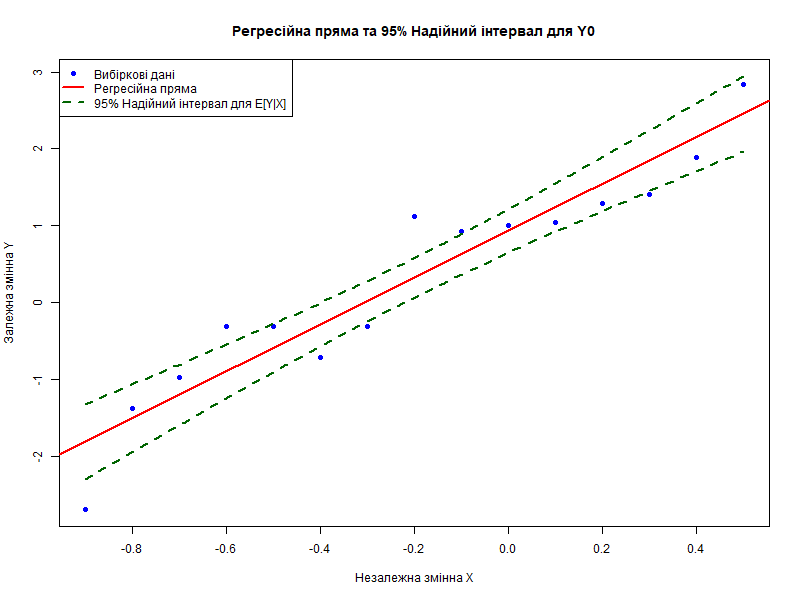 Регресійна пряма та 95% Надійний інтервал для Y0
Вибіркові дані
Регресійна пряма
95% Надійний інтервал для E[Y|X]
3
2
1
0
-1
-2
Залежна змінна Y
-0.8 -0.6 -0.4 -0.2 0.0 0.2 0.4
Незалежна змінна X